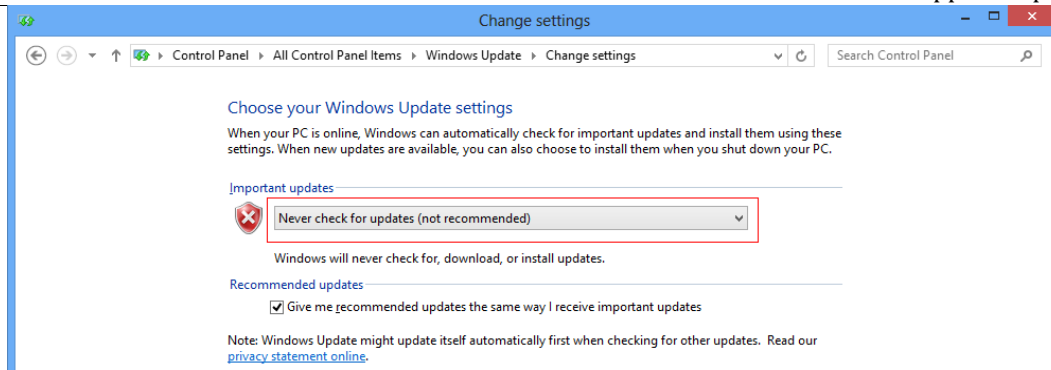 Change settings
Control Panel ▸ All Control Panel Items ▸ Windows Update ▸ Change settings
Search Control Panel
Choose your Windows Update settings
When your PC is online, Windows can automatically check for important updates and install them using these
settings. When new updates are available, you can also choose to install them when you shut down your PC.
Important updates
Never check for updates (not recommended)
Windows will never check for, download, or install updates.
Recommended updates
Give me recommended updates the same way I receive important updates
Note: Windows Update might update itself automatically first when checking for other updates. Read our
privacy statement online.